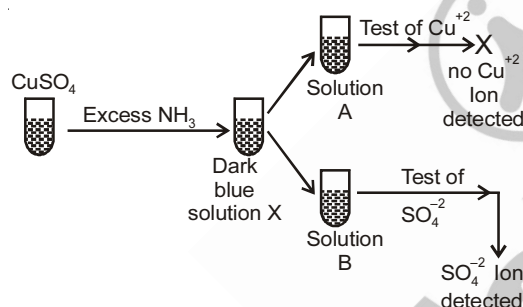 CuSO₄
Excess NH₃
Dark
blue
solution X
Solution
A
Test of Cu⁺²
X
no Cu⁺²
Ion
detected
Solution
B
Test of
SO₄⁻²
SO₄⁻² Ion
detected